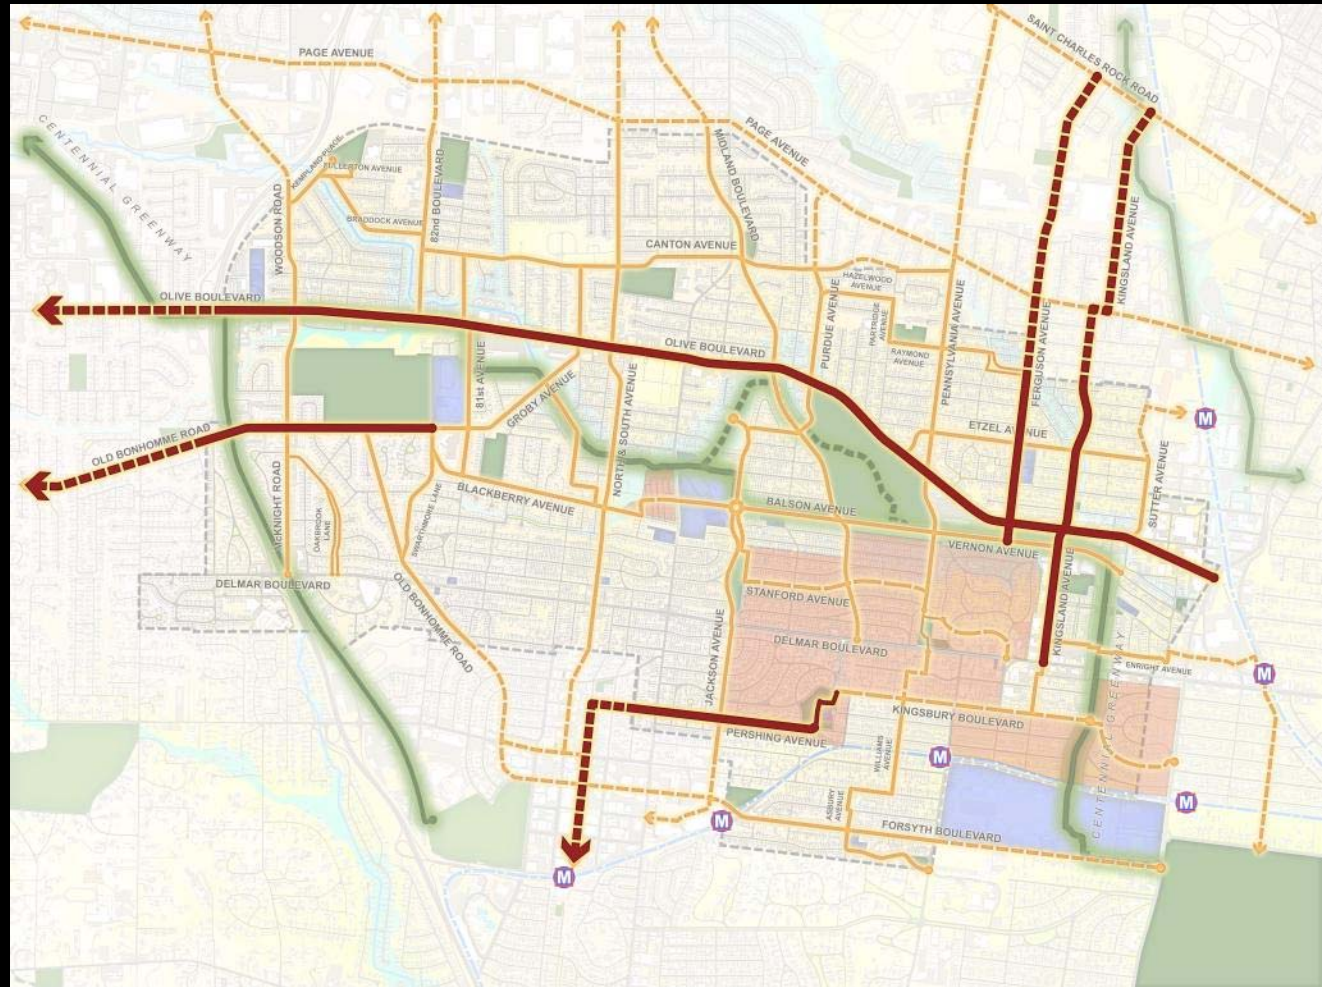 PAGE AVENUE
SAINT CHARLES ROCK ROAD
CENTENNIAL GREENWAY
PAGE AVENUE
MIDLAND BOULEVARD
KEMPLAND PLACE
FULLERTON AVENUE
WOODSON ROAD
82nd BOULEVARD
BRADDOCK AVENUE
CANTON AVENUE
HAZELWOOD
AVENUE
KINGSLAND AVENUE
OLIVE BOULEVARD
PURDUE AVENUE
PARTRIDGE
AVENUE
PENNSYLVANIA AVENUE
FERGUSON AVENUE
OLIVE BOULEVARD
RAYMOND
AVENUE
81st AVENUE
GROBY AVENUE
NORTH & SOUTH AVENUE
M
ETZEL AVENUE
OLD BONHOMME ROAD
SUTTER AVENUE
MCKNIGHT ROAD
OAKBROOK
LANE
SWARTHMORE LANE
BLACKBERRY AVENUE
BALSON AVENUE
VERNON AVENUE
DELMAR BOULEVARD
OLD BONHOMME ROAD
STANFORD AVENUE
KINGSLAND AVENUE
JACKSON AVENUE
DELMAR BOULEVARD
ENRIGHT AVENUE
M
CENTENNIAL GREENWAY
KINGSBURY BOULEVARD
PERSHING AVENUE
WILLIAMS
AVENUE
M
M
ASBURY
AVENUE
M
FORSYTH BOULEVARD
M